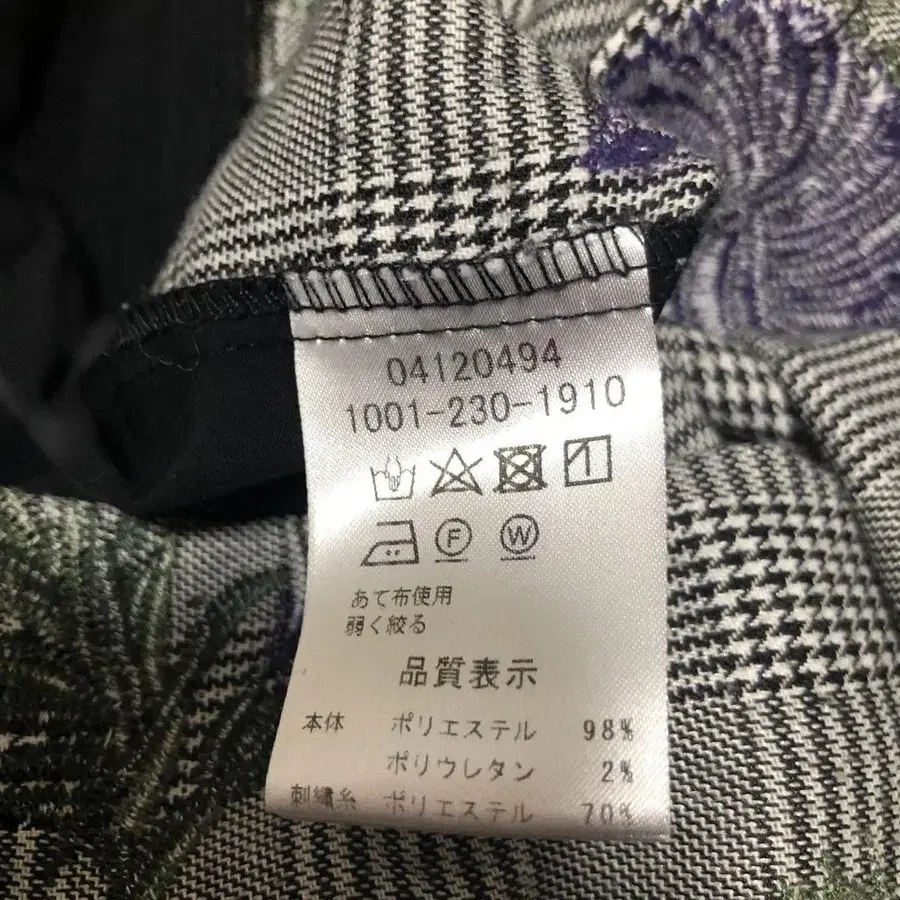 04120494
1001-230-1910
F W
あて布使用
弱く絞る
品質表示
本体 ポリエステル 98%
ポリウレタン 2%
刺繍糸 ポリエステル 70%